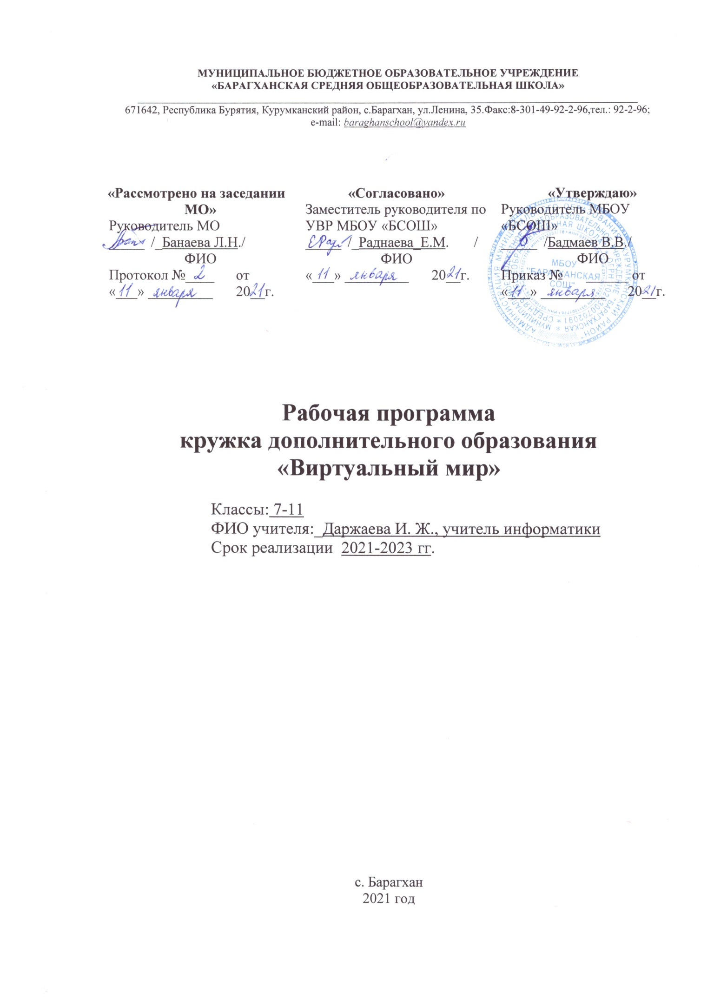 МУНИЦИПАЛЬНОЕ БЮДЖЕТНОЕ ОБРАЗОВАТЕЛЬНОЕ УЧРЕЖДЕНИЕ
«БАРАГХАНСКАЯ СРЕДНЯЯ ОБЩЕОБРАЗОВАТЕЛЬНАЯ ШКОЛА»
671642, Республика Бурятия, Курумканский район, с.Барагхан, ул.Ленина, 35.Факс:8-301-49-92-2-96,тел.: 92-2-96;
e-mail: baraghanschool@yandex.ru
«Рассмотрено на заседании
МО»
Руководитель МО
/ Банаева Л.Н./
ФИО
Протокол № 2 от
«11» января 2021г.
«Согласовано»
Заместитель руководителя по
УВР МБОУ «БСОШ»
/ Раднаева Е.М. /
ФИО
«11» января 2021г.
«Утверждаю»
Руководитель МБОУ
«БСОШ»
/Бадмаев В.В./
ФИО
Приказ № ______ от
«11» января 2021г.
МБОУ
"БАРАГХАНСКАЯ
СОШ"
Рабочая программа
кружка дополнительного образования
«Виртуальный мир»
Классы: 7-11
ФИО учителя: Даржаева И. Ж., учитель информатики
Срок реализации 2021-2023 гг.
с. Барагхан
2021 год